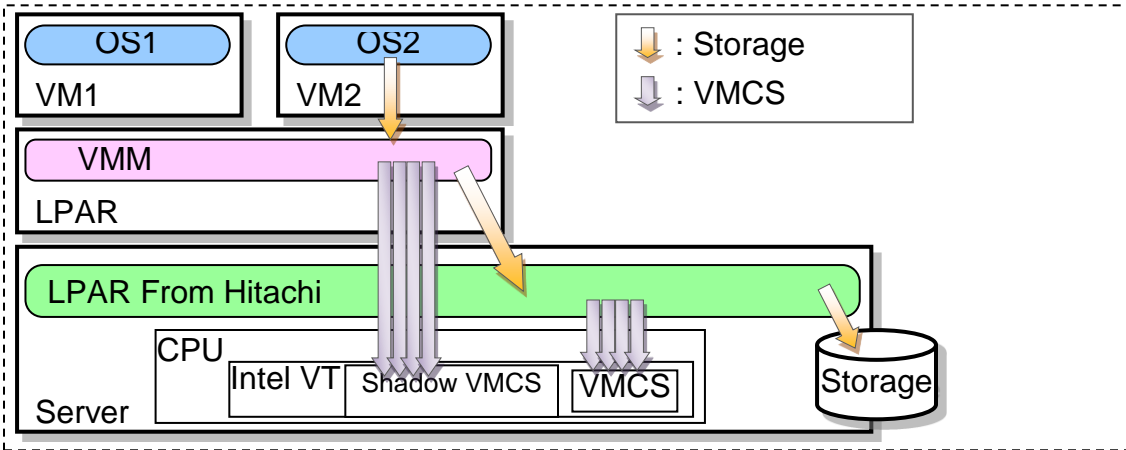 OS1
OS2
VM1
VM2
: Storage
: VMCS
VMM
LPAR
LPAR From Hitachi
CPU
Intel VT
Shadow VMCS
VMCS
Storage
Server